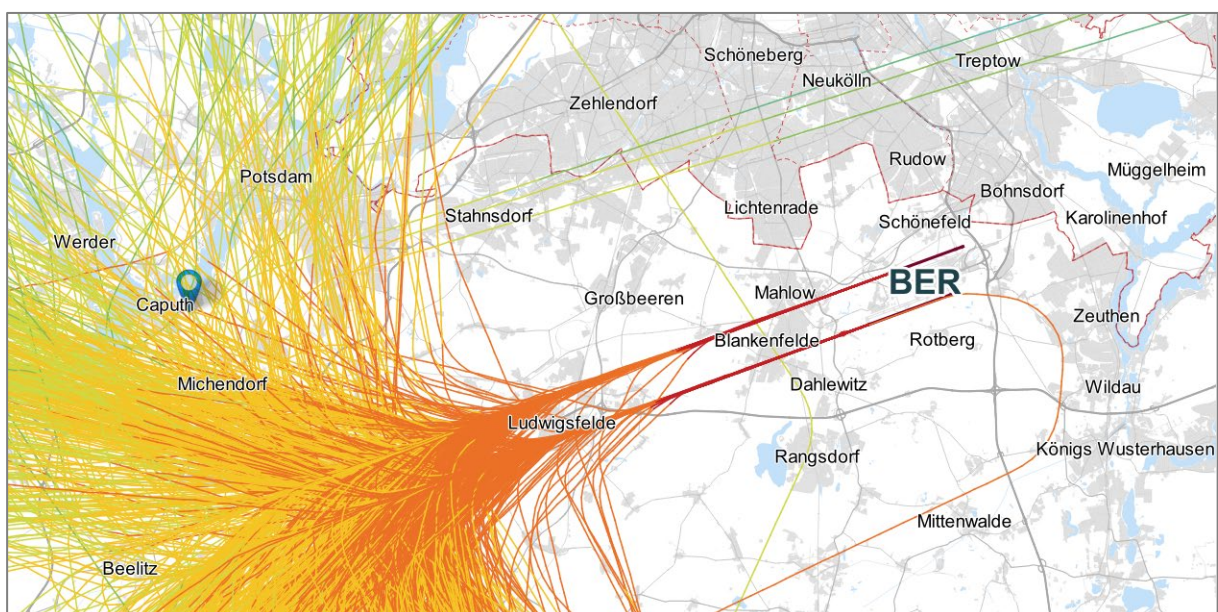 Schöneberg
Treptow
Neukölln
Zehlendorf
Rudow
Müggelheim
Potsdam
Bohnsdorf
Lichtenrade
Stahnsdorf
Schönefeld
Karolinenhof
Werder
BER
Caputh
Großbeeren
Mahlow
Zeuthen
Blankenfelde
Rotberg
Michendorf
Dahlewitz
Wildau
Ludwigsfelde
Rangsdorf
Königs Wusterhausen
Mittenwalde
Beelitz